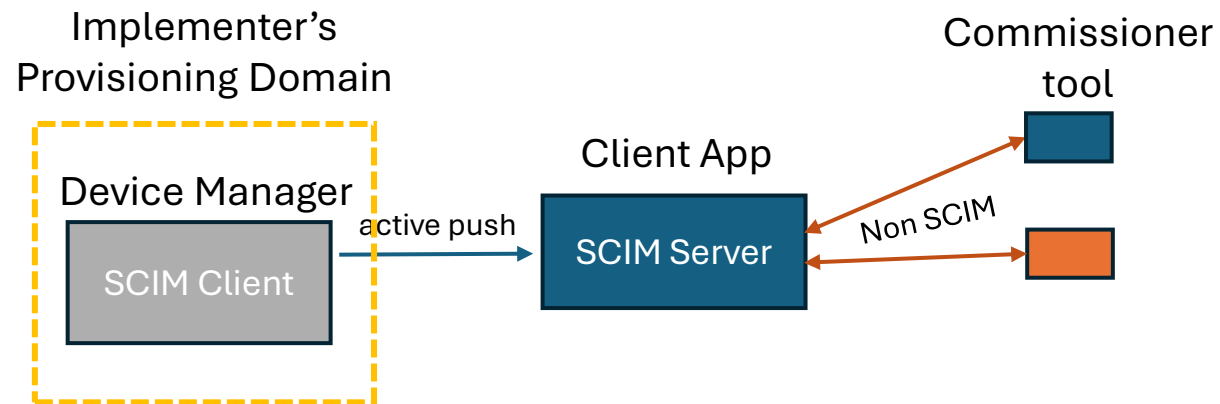 Implementer’s
Provisioning Domain
Commissioner
tool
Client App
Device Manager
active push
SCIM Server
Non SCIM
SCIM Client